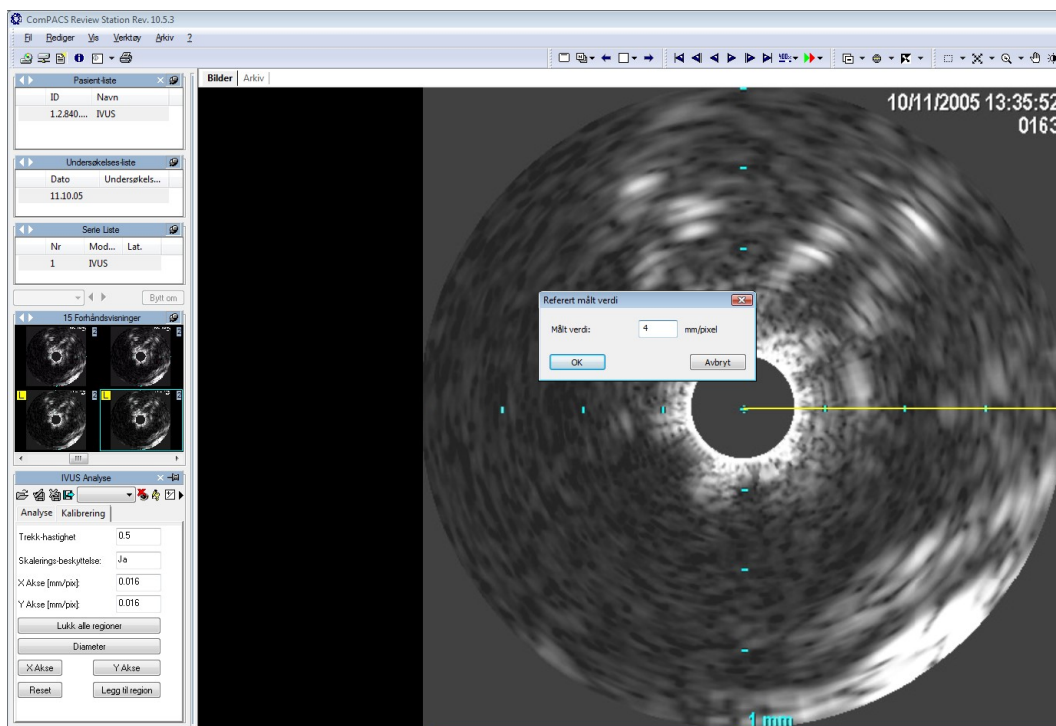 ComPACS Review Station Rev. 10.5.3
Fil Rediger Vis Verktøy Arkiv ?
Pasient-liste
ID Navn
1.2.840.... IVUS
Undersøkelses-liste
Dato Undersøkels...
11.10.05
Serie Liste
Nr Mod... Lat.
1 IVUS
Bytt om
15 Forhåndsvisninger
2 2
L 2 L 2
IVUS Analyse
Analyse Kalibrering
Trekk-hastighet 0.5
Skalerings-beskyttelse: Ja
X Akse [mm/pix]: 0.016
Y Akse [mm/pix]: 0.016
Lukk alle regioner
Diameter
X Akse Y Akse
Reset Legg til region
Bilder Arkiv
10/11/2005 13:35:52
0163
Referert målt verdi
Målt verdi: 4 mm/pixel
OK Avbryt
1 mm